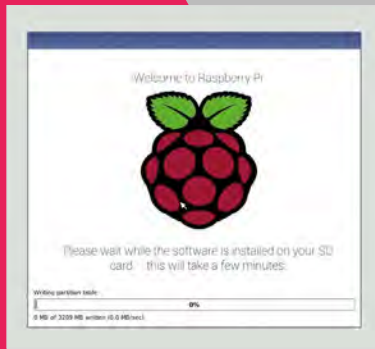 Welcome to Raspberry Pi
Please wait while the software is installed on your SD
card this will take a few minutes.
Writing partition table
0%
0 MB of 3209 MB written (0.0 MB/sec)